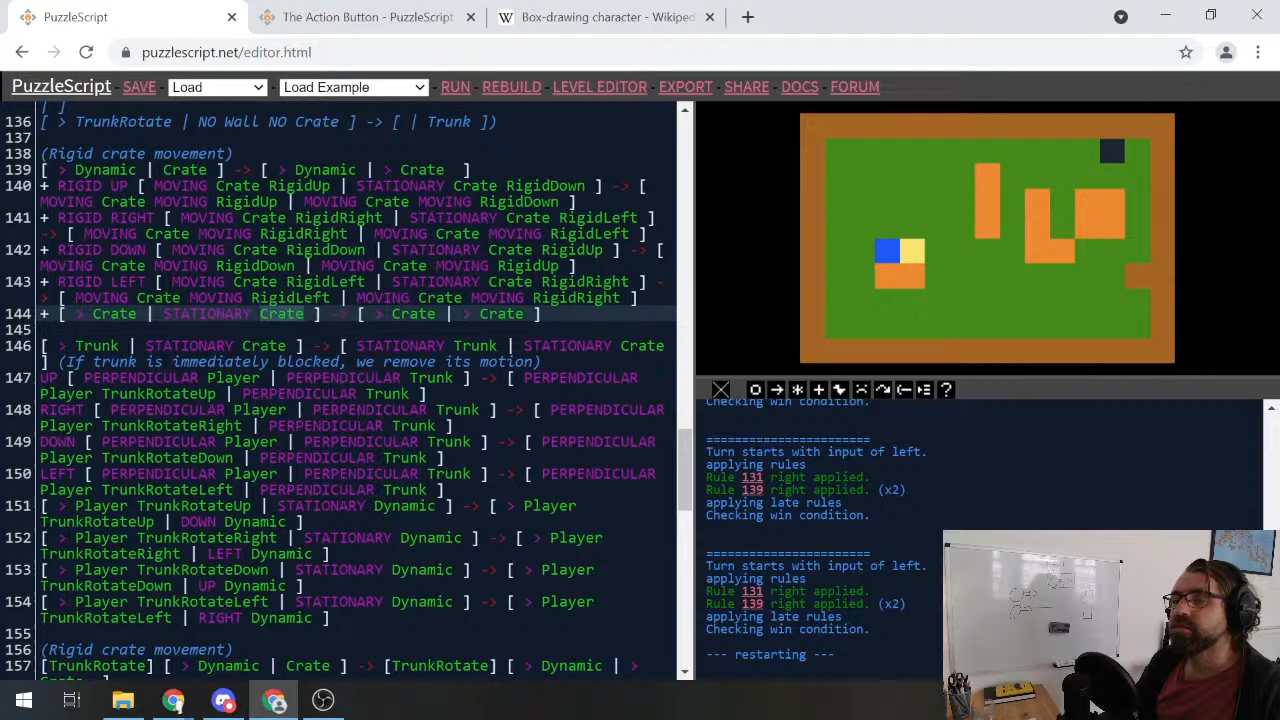 PuzzleScript
The Action Button - PuzzleScript
Box-drawing character - Wikiped
puzzlescript.net/editor.html
PuzzleScript - SAVE - Load Load Example - RUN - REBUILD - LEVEL EDITOR - EXPORT - SHARE - DOCS - FORUM
[ ]
136 [ > TrunkRotate | NO Wall NO Crate ] -> [ | Trunk ])
137
138 (Rigid crate movement)
139 [ > Dynamic | Crate ] -> [ > Dynamic | > Crate ]
140 + RIGID UP [ MOVING Crate RigidUp | STATIONARY Crate RigidDown ] -> [
MOVING Crate MOVING RigidUp | MOVING Crate MOVING RigidDown ]
141 + RIGID RIGHT [ MOVING Crate RigidRight | STATIONARY Crate RigidLeft ]
-> [ MOVING Crate MOVING RigidRight | MOVING Crate MOVING RigidLeft ]
142 + RIGID DOWN [ MOVING Crate RigidDown | STATIONARY Crate RigidUp ] -> [
MOVING Crate MOVING RigidDown | MOVING Crate MOVING RigidUp ]
143 + RIGID LEFT [ MOVING Crate RigidLeft | STATIONARY Crate RigidRight ] -
> [ MOVING Crate MOVING RigidLeft | MOVING Crate MOVING RigidRight ]
144 + [ > Crate | STATIONARY Crate ] -> [ > Crate | > Crate ]
145
146 [ > Trunk | STATIONARY Crate ] -> [ STATIONARY Trunk | STATIONARY Crate
] (If trunk is immediately blocked, we remove its motion)
147 UP [ PERPENDICULAR Player | PERPENDICULAR Trunk ] -> [ PERPENDICULAR
Player TrunkRotateUp | PERPENDICULAR Trunk ]
148 RIGHT [ PERPENDICULAR Player | PERPENDICULAR Trunk ] -> [ PERPENDICULAR
Player TrunkRotateRight | PERPENDICULAR Trunk ]
149 DOWN [ PERPENDICULAR Player | PERPENDICULAR Trunk ] -> [ PERPENDICULAR
Player TrunkRotateDown | PERPENDICULAR Trunk ]
150 LEFT [ PERPENDICULAR Player | PERPENDICULAR Trunk ] -> [ PERPENDICULAR
Player TrunkRotateLeft | PERPENDICULAR Trunk ]
151 [ > Player TrunkRotateUp | STATIONARY Dynamic ] -> [ > Player
TrunkRotateUp | DOWN Dynamic ]
152 [ > Player TrunkRotateRight | STATIONARY Dynamic ] -> [ > Player
TrunkRotateRight | LEFT Dynamic ]
153 [ > Player TrunkRotateDown | STATIONARY Dynamic ] -> [ > Player
TrunkRotateDown | UP Dynamic ]
154 [ > Player TrunkRotateLeft | STATIONARY Dynamic ] -> [ > Player
TrunkRotateLeft | RIGHT Dynamic ]
155
156 (Rigid crate movement)
157 [TrunkRotate] [ > Dynamic | Crate ] -> [TrunkRotate] [ > Dynamic | >
Checking win condition.
=======================
Turn starts with input of left.
applying rules
Rule 131 right applied.
Rule 139 right applied. (x2)
applying late rules
Checking win condition.
=======================
Turn starts with input of left.
applying rules
Rule 131 right applied.
Rule 139 right applied. (x2)
applying late rules
Checking win condition.
--- restarting ---